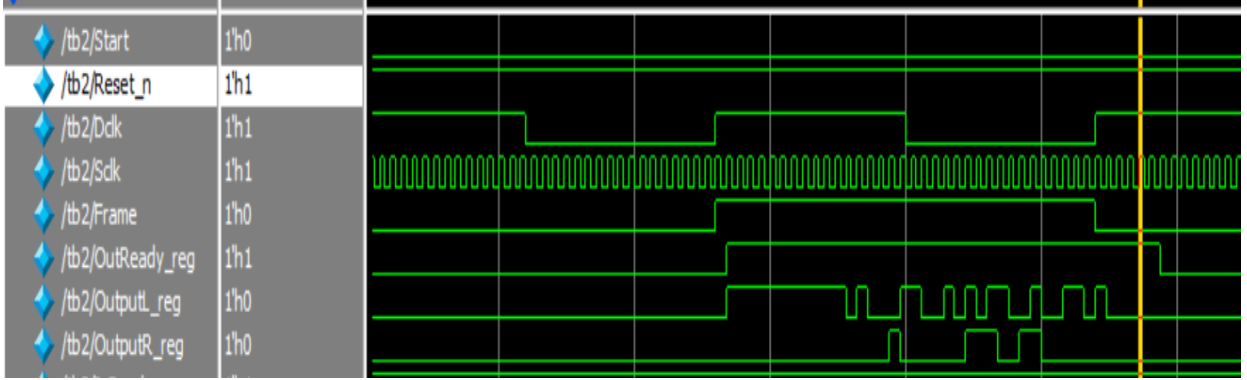 /tb2/Start 1'h0
/tb2/Reset_n 1'h1
/tb2/Dclk 1'h1
/tb2/Sclk 1'h1
/tb2/Frame 1'h0
/tb2/OutReady_reg 1'h1
/tb2/OutputL_reg 1'h0
/tb2/OutputR_reg 1'h0